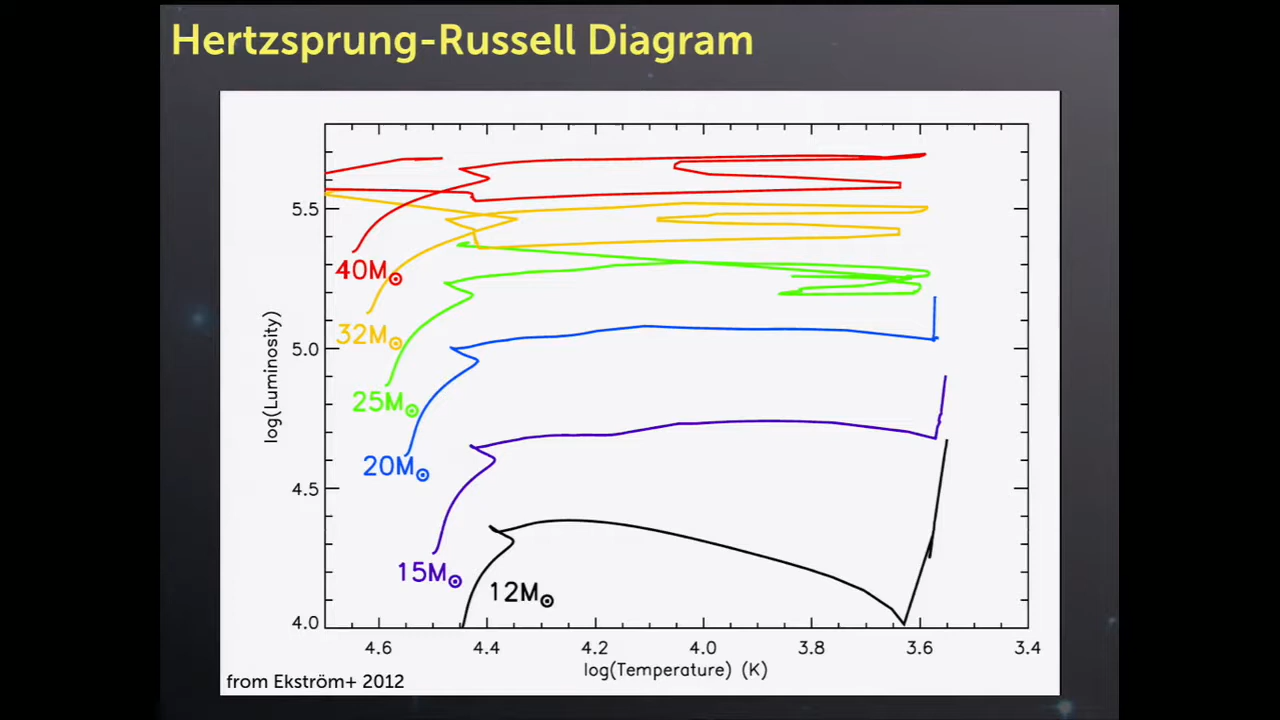 Hertzsprung-Russell Diagram
40M☉
32M☉
25M☉
20M☉
15M☉
12M☉
log(Luminosity)
5.5
5.0
4.5
4.0
4.6 4.4 4.2 4.0 3.8 3.6 3.4
log(Temperature) (K)
from Ekström+ 2012